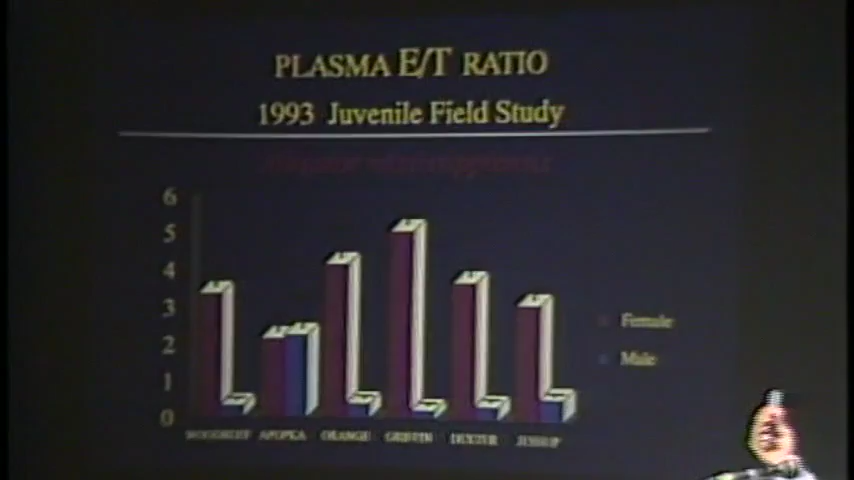 PLASMA E/T RATIO
1993 Juvenile Field Study
6
5
4
3
2
1
0
WOODRUFF APOPKA ORANGE GRIFFIN DEXTER JESSUP
Female
Male